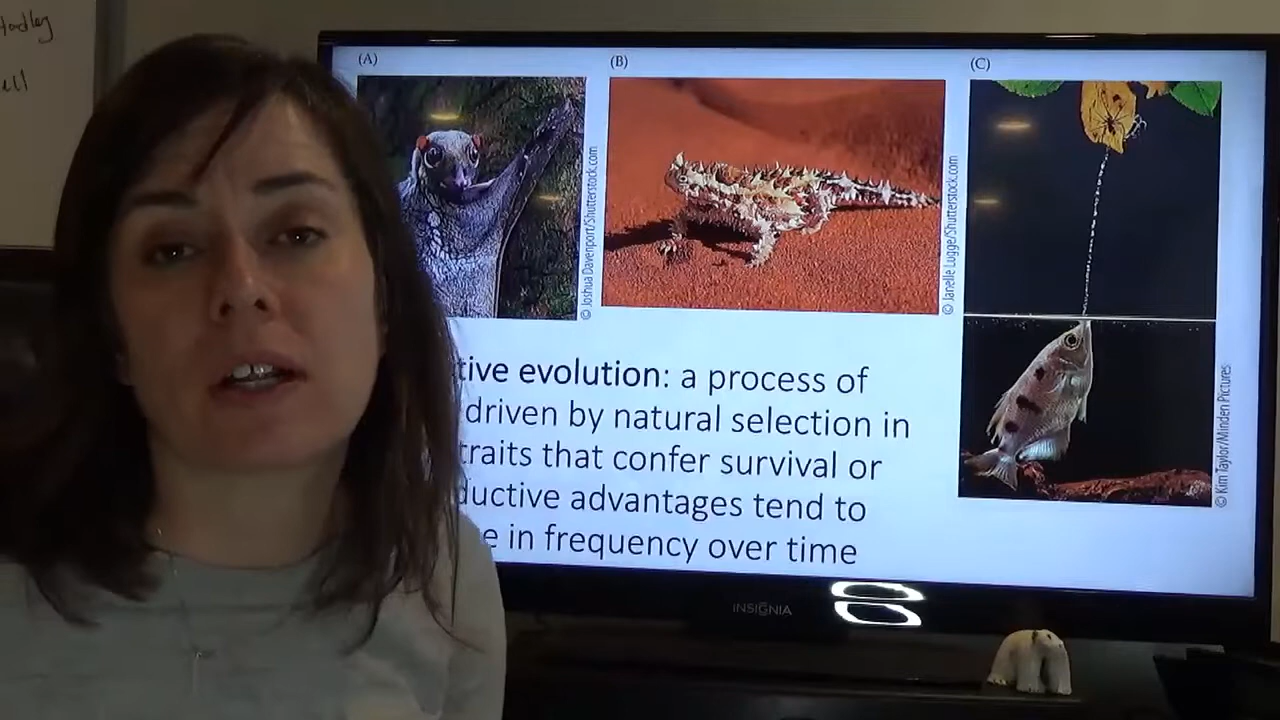 (A)
(B)
(C)
© Joshua Davenport/Shutterstock.com
© Janelle Lugge/Shutterstock.com
© Kim Taylor/Minden Pictures
tive evolution: a process of
driven by natural selection in
traits that confer survival or
ductive advantages tend to
e in frequency over time
INSIGNIA